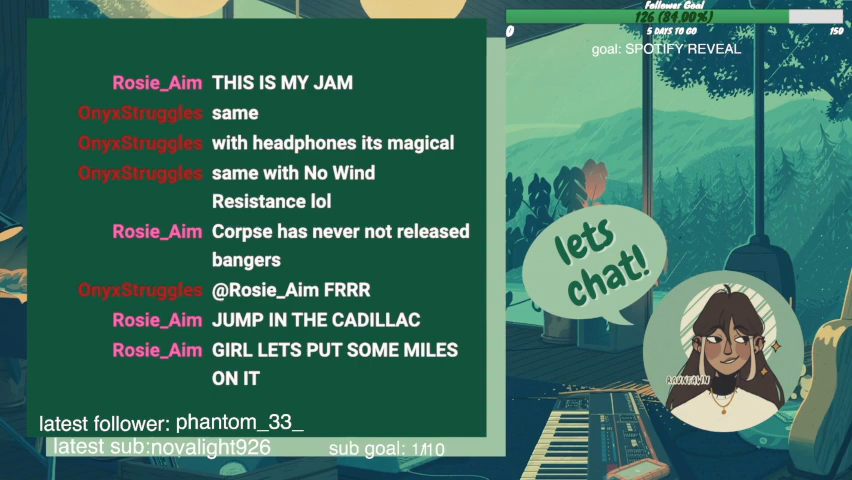 Follower Goal
126 (84.00%)
0 5 DAYS TO GO 150
goal: SPOTIFY REVEAL
Rosie_Aim THIS IS MY JAM
OnyxStruggles same
OnyxStruggles with headphones its magical
OnyxStruggles same with No Wind
Resistance lol
Rosie_Aim Corpse has never not released
bangers
OnyxStruggles @Rosie_Aim FRRR
Rosie_Aim JUMP IN THE CADILLAC
Rosie_Aim GIRL LETS PUT SOME MILES
ON IT
lets
chat!
latest follower: phantom_33_
latest sub:novalight926
sub goal: 1/10